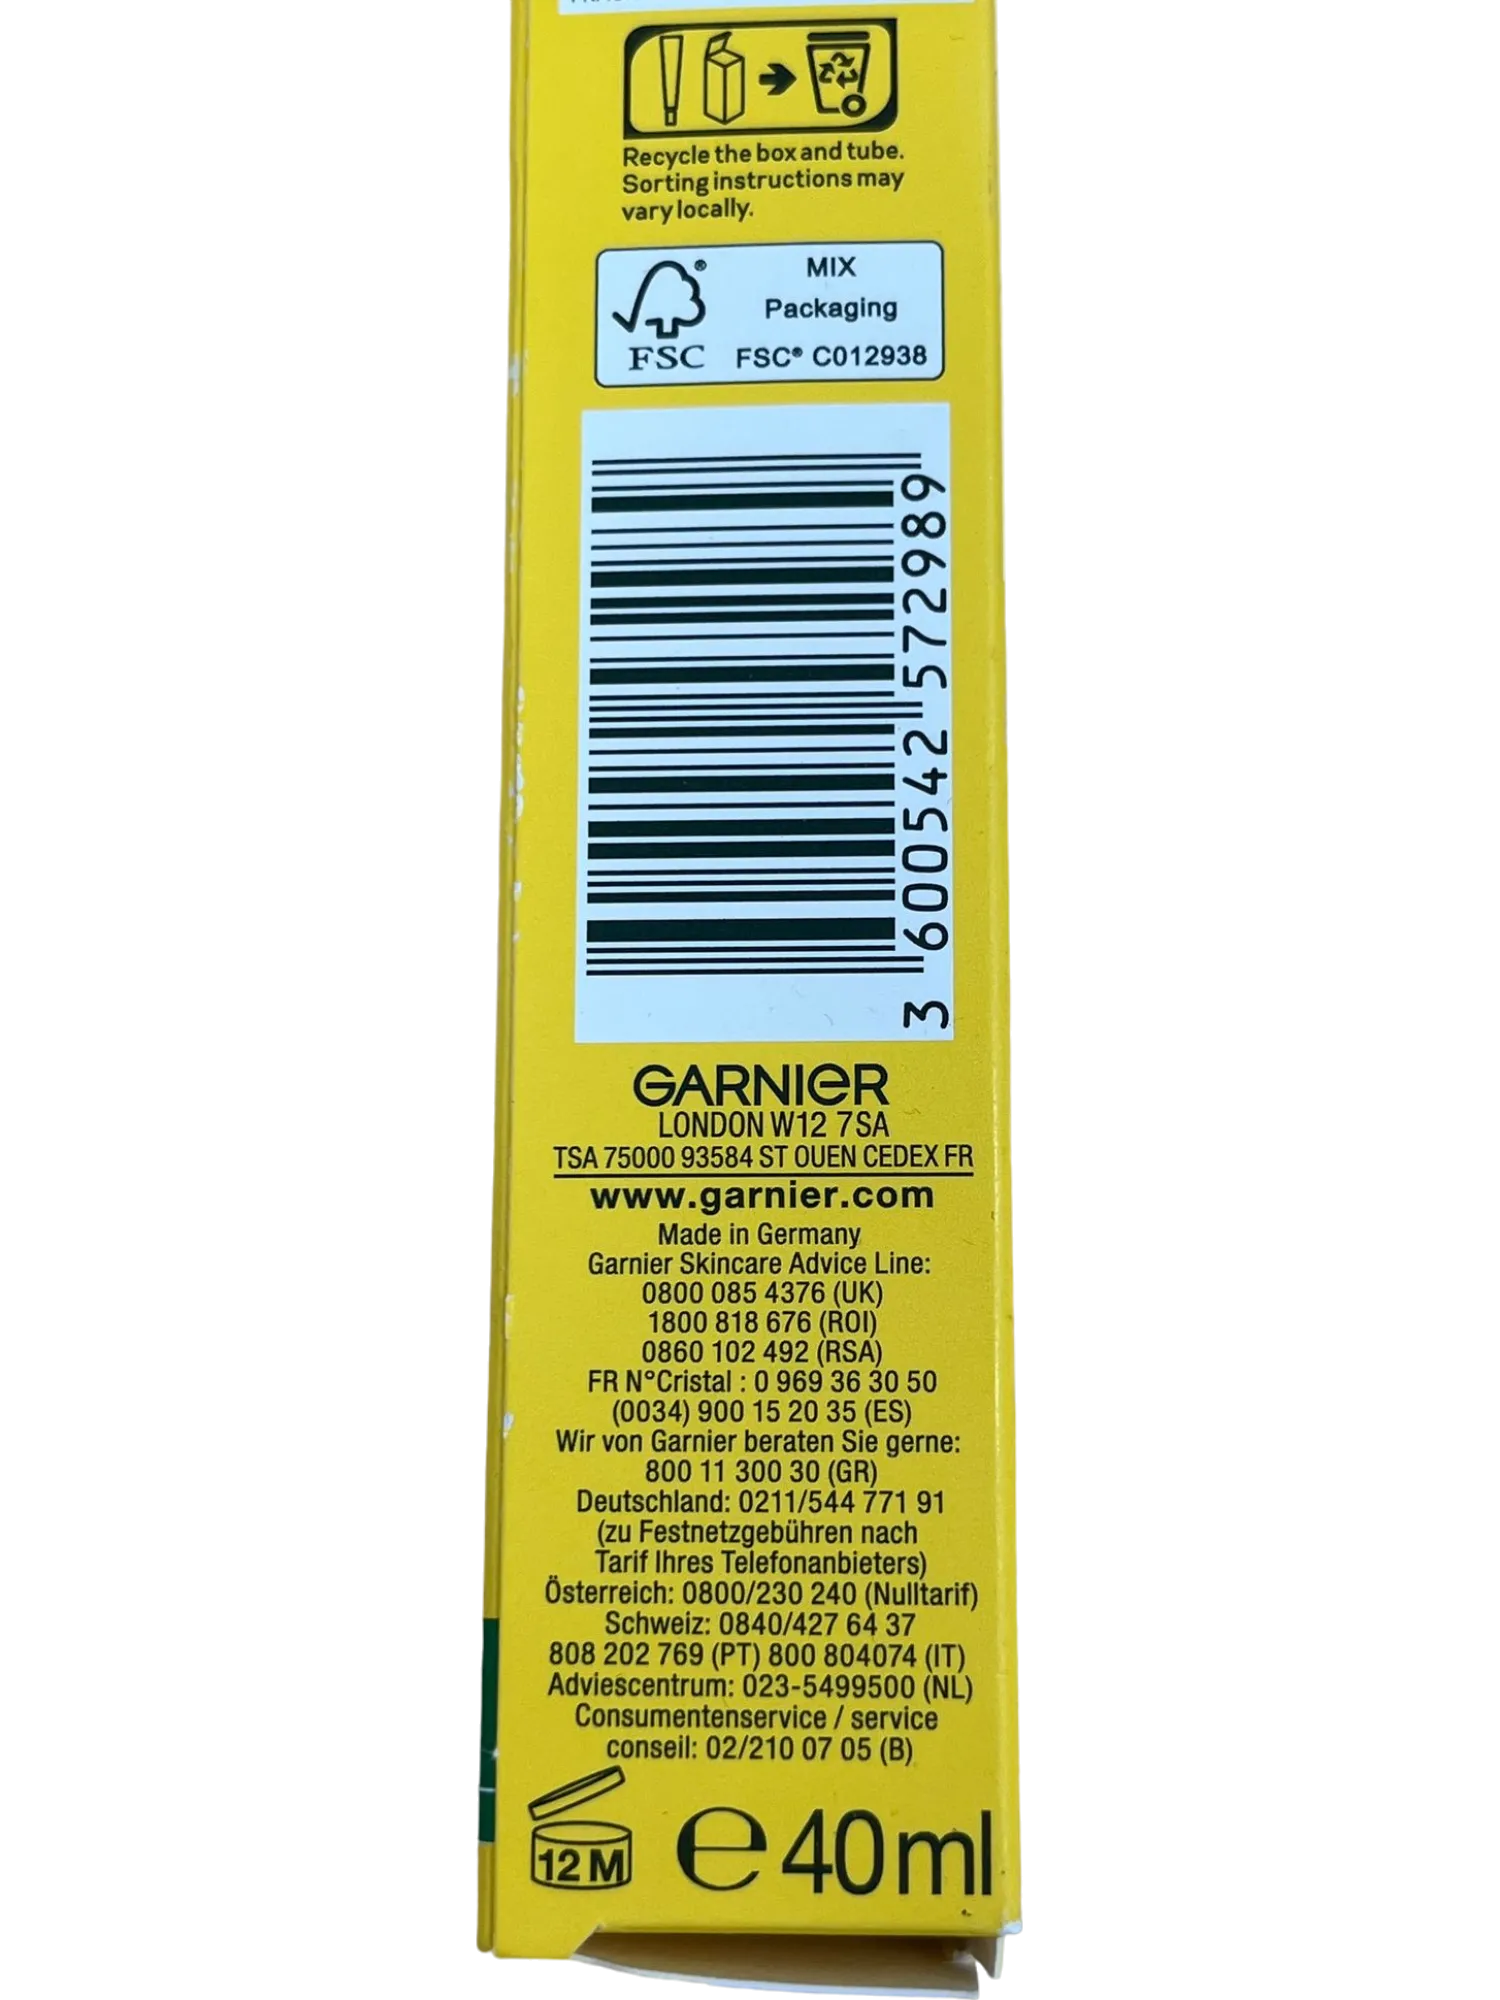 Recycle the box and tube.
Sorting instructions may
vary locally.
MIX
Packaging
FSC® C012938
FSC
3 600542 572989
GARNIER
LONDON W12 7SA
TSA 75000 93584 ST OUEN CEDEX FR
www.garnier.com
Made in Germany
Garnier Skincare Advice Line:
0800 085 4376 (UK)
1800 818 676 (ROI)
0860 102 492 (RSA)
FR N°Cristal : 0 969 36 30 50
(0034) 900 15 20 35 (ES)
Wir von Garnier beraten Sie gerne:
800 11 300 30 (GR)
Deutschland: 0211/544 771 91
(zu Festnetzgebühren nach
Tarif Ihres Telefonanbieters)
Österreich: 0800/230 240 (Nulltarif)
Schweiz: 0840/427 64 37
808 202 769 (PT) 800 804074 (IT)
Adviescentrum: 023-5499500 (NL)
Consumentenservice / service
conseil: 02/210 07 05 (B)
12 M
e 40 ml